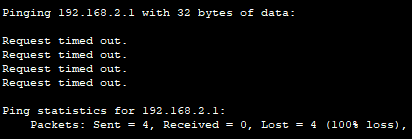 Pinging 192.168.2.1 with 32 bytes of data:
Request timed out.
Request timed out.
Request timed out.
Request timed out.
Ping statistics for 192.168.2.1:
Packets: Sent = 4, Received = 0, Lost = 4 (100% loss),